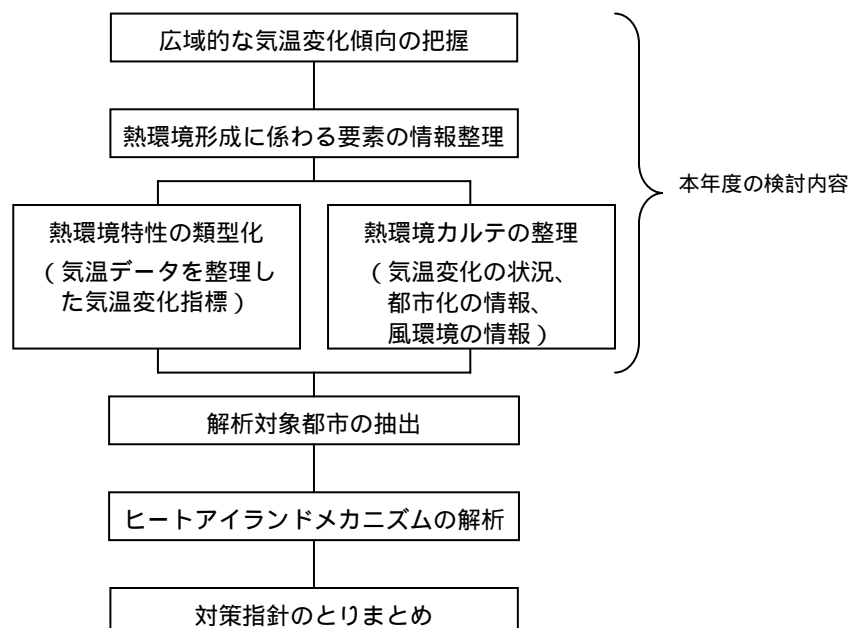 広域的な気温変化傾向の把握
熱環境形成に係わる要素の情報整理
本年度の検討内容
熱環境特性の類型化
（気温データを整理し
た気温変化指標）
熱環境カルテの整理
（気温変化の状況、
都市化の情報、
風環境の情報）
解析対象都市の抽出
ヒートアイランドメカニズムの解析
対策指針のとりまとめ